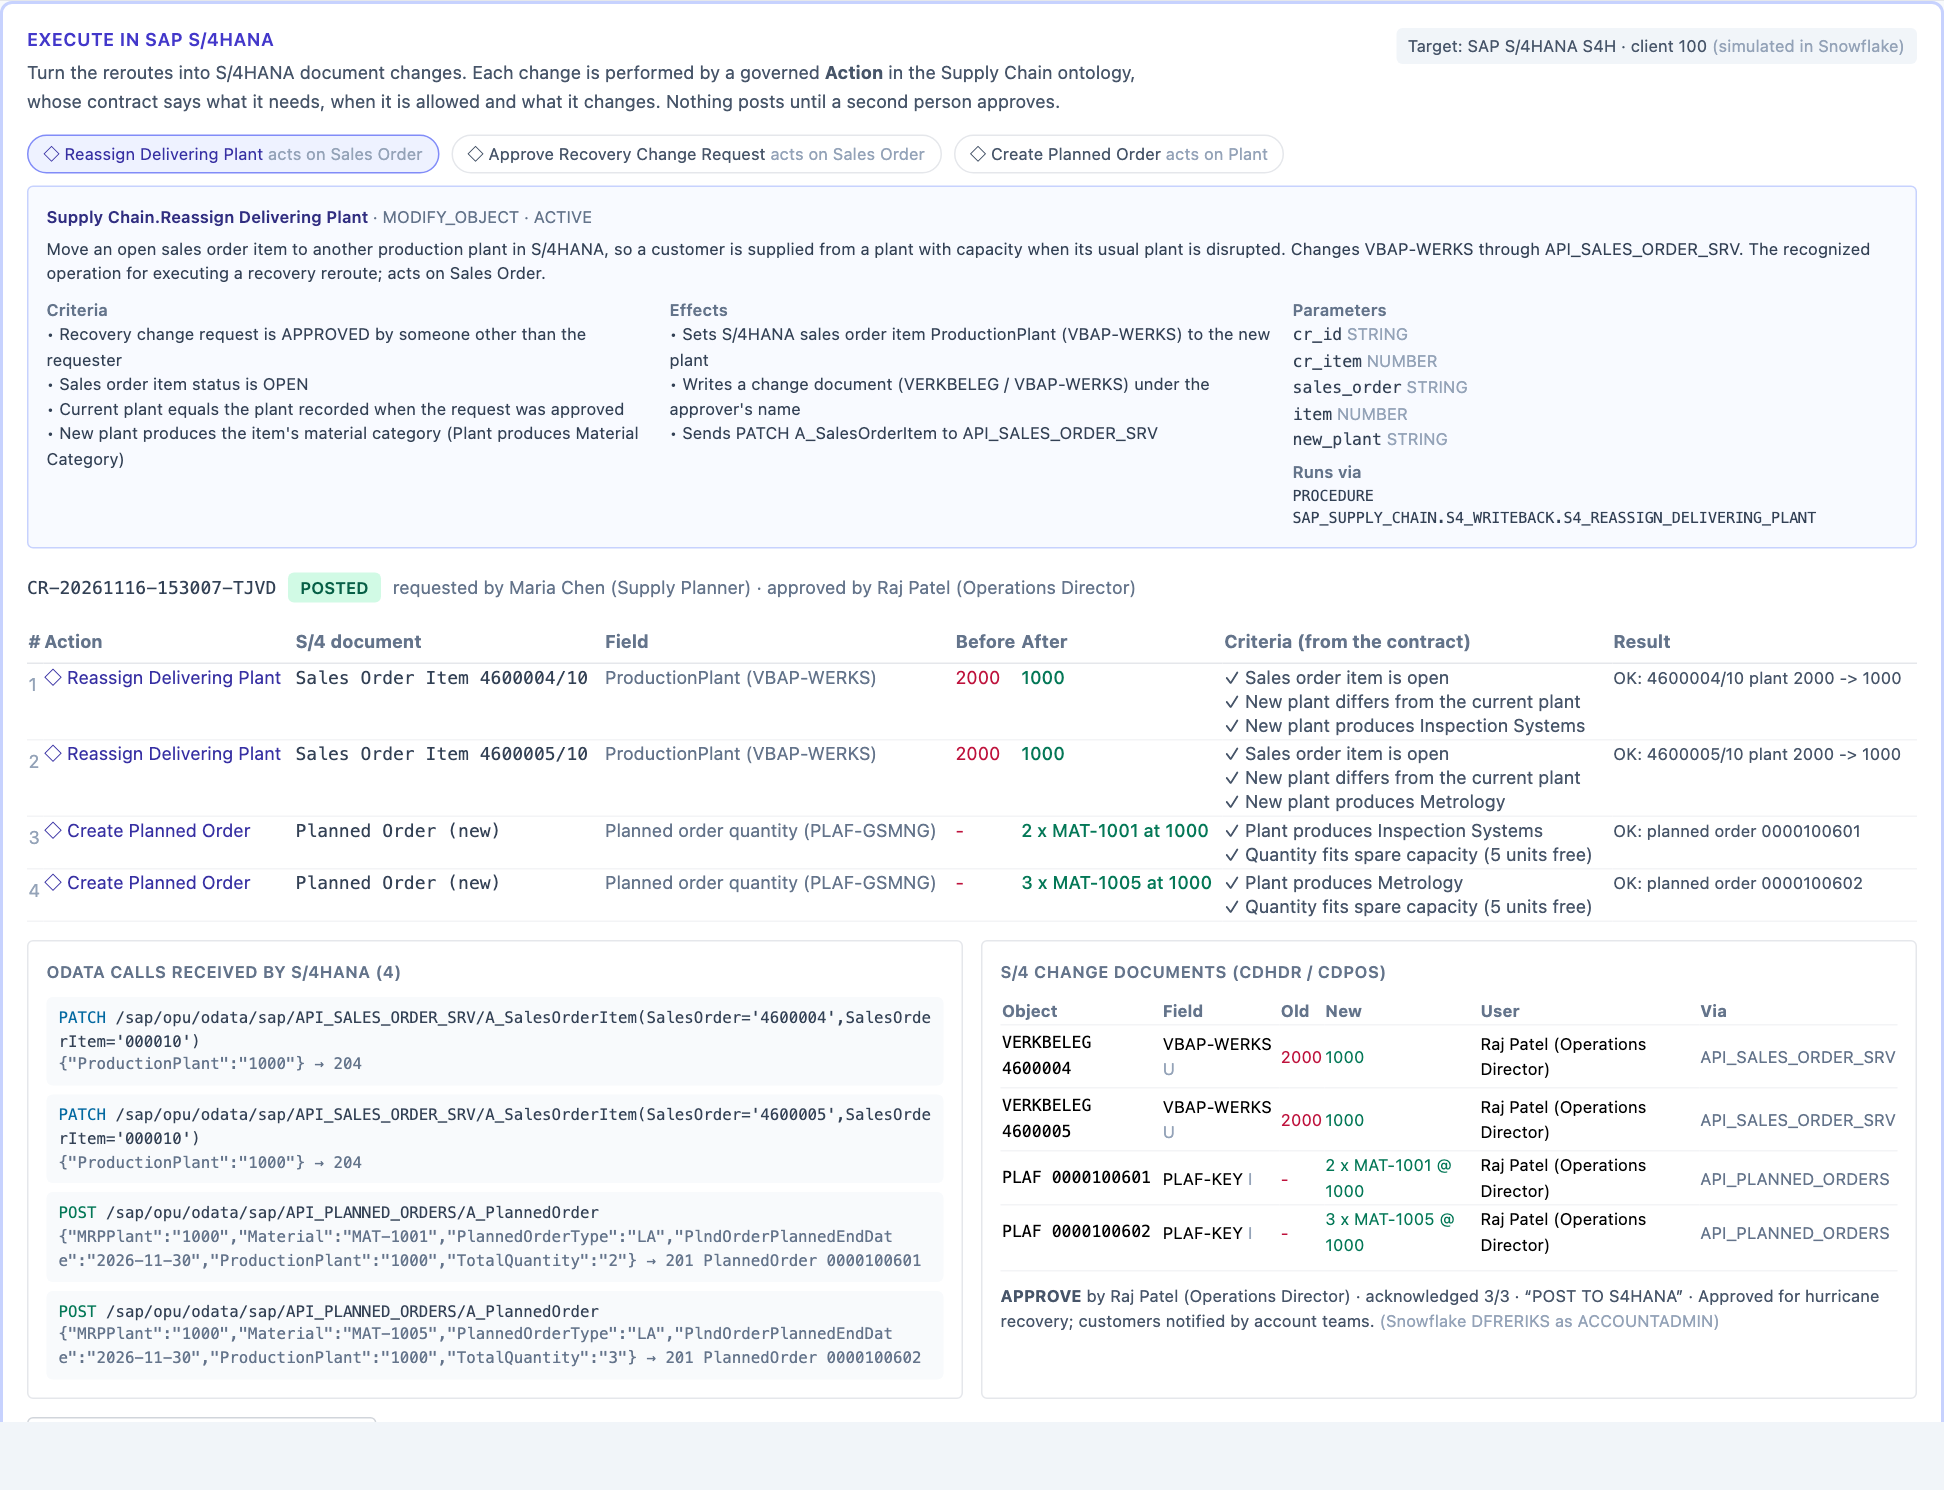 EXECUTE IN SAP S/4HANA
Target: SAP S/4HANA S4H · client 100 (simulated in Snowflake)
Turn the reroutes into S/4HANA document changes. Each change is performed by a governed Action in the Supply Chain ontology,
whose contract says what it needs, when it is allowed and what it changes. Nothing posts until a second person approves.
◇ Reassign Delivering Plant acts on Sales Order
◇ Approve Recovery Change Request acts on Sales Order
◇ Create Planned Order acts on Plant
Supply Chain.Reassign Delivering Plant · MODIFY_OBJECT · ACTIVE
Move an open sales order item to another production plant in S/4HANA, so a customer is supplied from a plant with capacity when its usual plant is disrupted. Changes VBAP-WERKS through API_SALES_ORDER_SRV. The recognized
operation for executing a recovery reroute; acts on Sales Order.
Criteria
• Recovery change request is APPROVED by someone other than the
requester
• Sales order item status is OPEN
• Current plant equals the plant recorded when the request was approved
• New plant produces the item's material category (Plant produces Material
Category)
Effects
• Sets S/4HANA sales order item ProductionPlant (VBAP-WERKS) to the new
plant
• Writes a change document (VERKBELEG / VBAP-WERKS) under the
approver's name
• Sends PATCH A_SalesOrderItem to API_SALES_ORDER_SRV
Parameters
cr_id STRING
cr_item NUMBER
sales_order STRING
item NUMBER
new_plant STRING
Runs via
PROCEDURE
SAP_SUPPLY_CHAIN.S4_WRITEBACK.S4_REASSIGN_DELIVERING_PLANT
CR-20261116-153007-TJVD POSTED requested by Maria Chen (Supply Planner) · approved by Raj Patel (Operations Director)
# Action S/4 document Field Before After Criteria (from the contract) Result
1 ◇ Reassign Delivering Plant Sales Order Item 4600004/10 ProductionPlant (VBAP-WERKS) 2000 1000 ✓ Sales order item is open OK: 4600004/10 plant 2000 -> 1000
✓ New plant differs from the current plant
✓ New plant produces Inspection Systems
2 ◇ Reassign Delivering Plant Sales Order Item 4600005/10 ProductionPlant (VBAP-WERKS) 2000 1000 ✓ Sales order item is open OK: 4600005/10 plant 2000 -> 1000
✓ New plant differs from the current plant
✓ New plant produces Metrology
3 ◇ Create Planned Order Planned Order (new) Planned order quantity (PLAF-GSMNG) - 2 x MAT-1001 at 1000 ✓ Plant produces Inspection Systems OK: planned order 0000100601
✓ Quantity fits spare capacity (5 units free)
4 ◇ Create Planned Order Planned Order (new) Planned order quantity (PLAF-GSMNG) - 3 x MAT-1005 at 1000 ✓ Plant produces Metrology OK: planned order 0000100602
✓ Quantity fits spare capacity (5 units free)
ODATA CALLS RECEIVED BY S/4HANA (4)
PATCH /sap/opu/odata/sap/API_SALES_ORDER_SRV/A_SalesOrderItem(SalesOrder='4600004',SalesOrde
rItem='000010')
{"ProductionPlant":"1000"} → 204
PATCH /sap/opu/odata/sap/API_SALES_ORDER_SRV/A_SalesOrderItem(SalesOrder='4600005',SalesOrde
rItem='000010')
{"ProductionPlant":"1000"} → 204
POST /sap/opu/odata/sap/API_PLANNED_ORDERS/A_PlannedOrder
{"MRPPlant":"1000","Material":"MAT-1001","PlannedOrderType":"LA","PlndOrderPlannedEndDat
e":"2026-11-30","ProductionPlant":"1000","TotalQuantity":"2"} → 201 PlannedOrder 0000100601
POST /sap/opu/odata/sap/API_PLANNED_ORDERS/A_PlannedOrder
{"MRPPlant":"1000","Material":"MAT-1005","PlannedOrderType":"LA","PlndOrderPlannedEndDat
e":"2026-11-30","ProductionPlant":"1000","TotalQuantity":"3"} → 201 PlannedOrder 0000100602
S/4 CHANGE DOCUMENTS (CDHDR / CDPOS)
Object Field Old New User Via
VERKBELEG VBAP-WERKS 2000 1000 Raj Patel (Operations API_SALES_ORDER_SRV
4600004 U Director)
VERKBELEG VBAP-WERKS 2000 1000 Raj Patel (Operations API_SALES_ORDER_SRV
4600005 U Director)
PLAF 0000100601 PLAF-KEY I - 2 x MAT-1001 @ Raj Patel (Operations API_PLANNED_ORDERS
1000 Director)
PLAF 0000100602 PLAF-KEY I - 3 x MAT-1005 @ Raj Patel (Operations API_PLANNED_ORDERS
1000 Director)
APPROVE by Raj Patel (Operations Director) · acknowledged 3/3 · “POST TO S4HANA” · Approved for hurricane
recovery; customers notified by account teams. (Snowflake DFRERIKS as ACCOUNTADMIN)